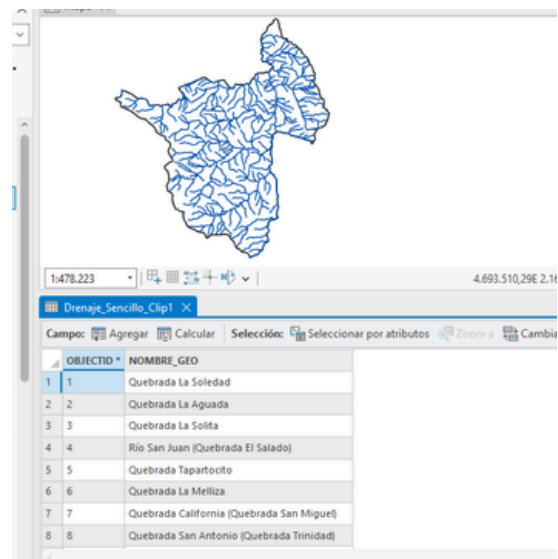 1:478.223
4.693.510,29E 2.16
Drenaje_Sencillo_Clip1
Campo: Agregar Calcular Selección: Seleccionar por atributos Zoom a Cambia
OBJECTID * NOMBRE_GEO
1 1 Quebrada La Soledad
2 2 Quebrada La Aguada
3 3 Quebrada La Solita
4 4 Río San Juan (Quebrada El Salado)
5 5 Quebrada Tapartocito
6 6 Quebrada La Melliza
7 7 Quebrada California (Quebrada San Miguel)
8 8 Quebrada San Antonio (Quebrada Trinidad)